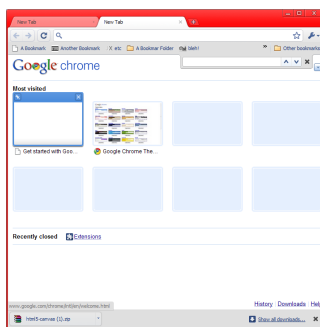 New Tab
New Tab
A Bookmark Another Bookmark X etc A Bookmar Folder bleh! » Other bookmarks
Google chrome
Most visited
Get started with Goo...
Google Chrome The...
Recently closed Extensions
www.google.com/chrome/intl/en/welcome.html
History Downloads Help
html5-canvas (1).zip
Show all downloads...